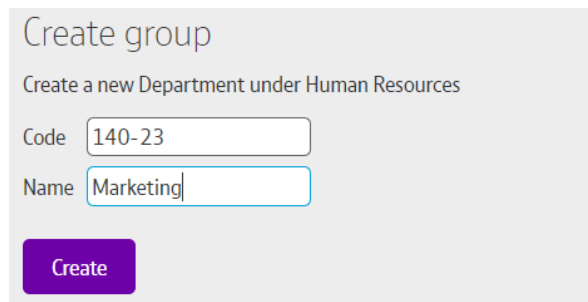 Create group
Create a new Department under Human Resources
Code 140-23
Name Marketing
Create